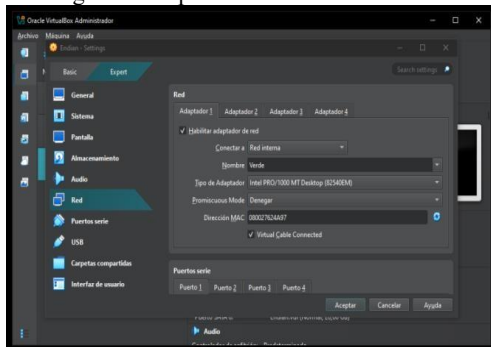 Oracle VirtualBox Administrador
Archivo Máquina Ayuda
Endian - Settings
Basic Expert
Search settings
General
Sistema
Pantalla
Almacenamiento
Audio
Red
Puertos serie
USB
Carpetas compartidas
Interfaz de usuario
Red
Adaptador 1 Adaptador 2 Adaptador 3 Adaptador 4
Habilitar adaptador de red
Conectar a Red interna
Nombre Verde
Tipo de Adaptador Intel PRO/1000 MT Desktop (82540EM)
Promiscuous Mode Denegar
Dirección MAC 080027624A97
Virtual Cable Connected
Puertos serie
Puerto 1 Puerto 2 Puerto 3 Puerto 4
Aceptar Cancelar Ayuda
Audio